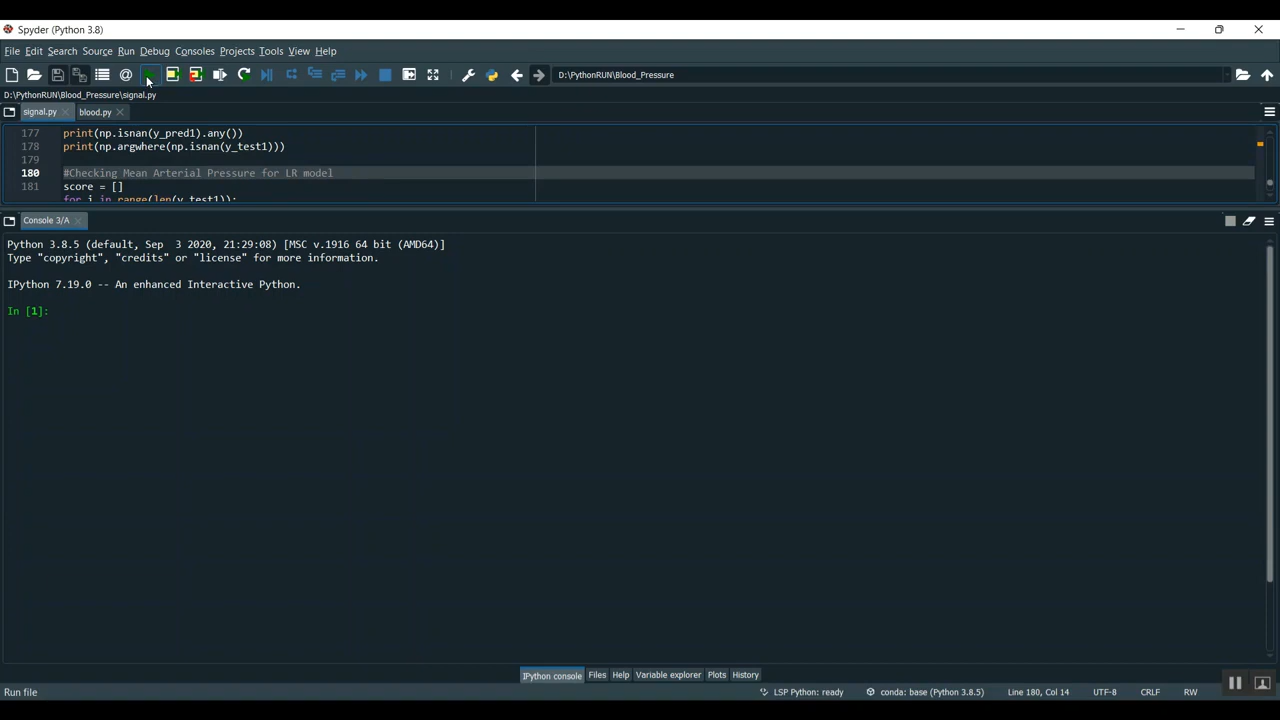 Spyder (Python 3.8)
File Edit Search Source Run Debug Consoles Projects Tools View Help
D:\PythonRUN\Blood_Pressure
D:\PythonRUN\Blood_Pressure\signal.py
signal.py blood.py
177 print(np.isnan(y_pred1).any())
178 print(np.argwhere(np.isnan(y_test1)))
179
180 #Checking Mean Arterial Pressure for LR model
181 score = []
for i in range(len(y_test1)):
Console 3/A
Python 3.8.5 (default, Sep  3 2020, 21:29:08) [MSC v.1916 64 bit (AMD64)]
Type "copyright", "credits" or "license" for more information.
IPython 7.19.0 -- An enhanced Interactive Python.
In [1]:
IPython console Files Help Variable explorer Plots History
Run file LSP Python: ready conda: base (Python 3.8.5) Line 180, Col 14 UTF-8 CRLF RW